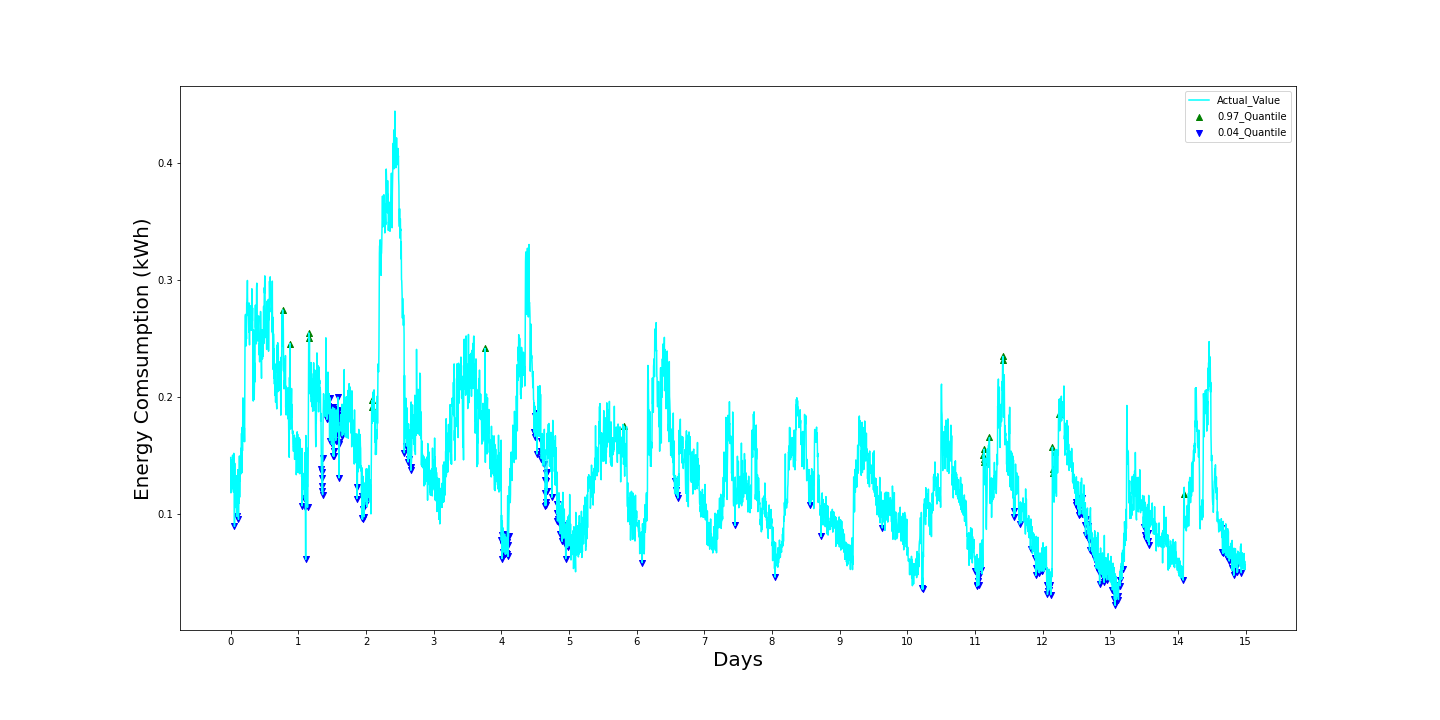 Actual_Value
0.97_Quantile
0.04_Quantile
Energy Comsumption (kWh)
0.4
0.3
0.2
0.1
0 1 2 3 4 5 6 7 8 9 10 11 12 13 14 15
Days